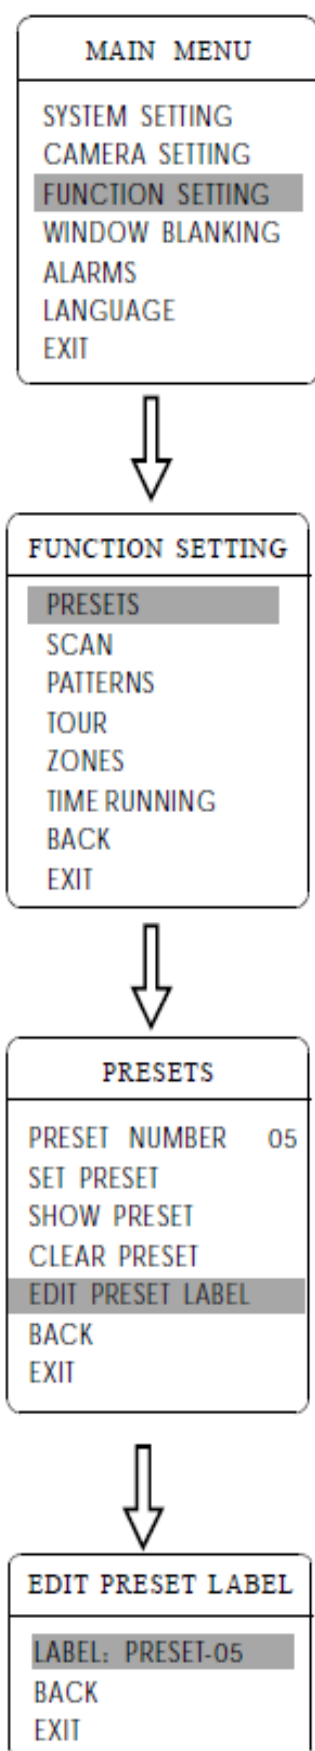 MAIN MENU
SYSTEM SETTING
CAMERA SETTING
FUNCTION SETTING
WINDOW BLANKING
ALARMS
LANGUAGE
EXIT
FUNCTION SETTING
PRESETS
SCAN
PATTERNS
TOUR
ZONES
TIME RUNNING
BACK
EXIT
PRESETS
PRESET NUMBER 05
SET PRESET
SHOW PRESET
CLEAR PRESET
EDIT PRESET LABEL
BACK
EXIT
EDIT PRESET LABEL
LABEL: PRESET-05
BACK
EXIT